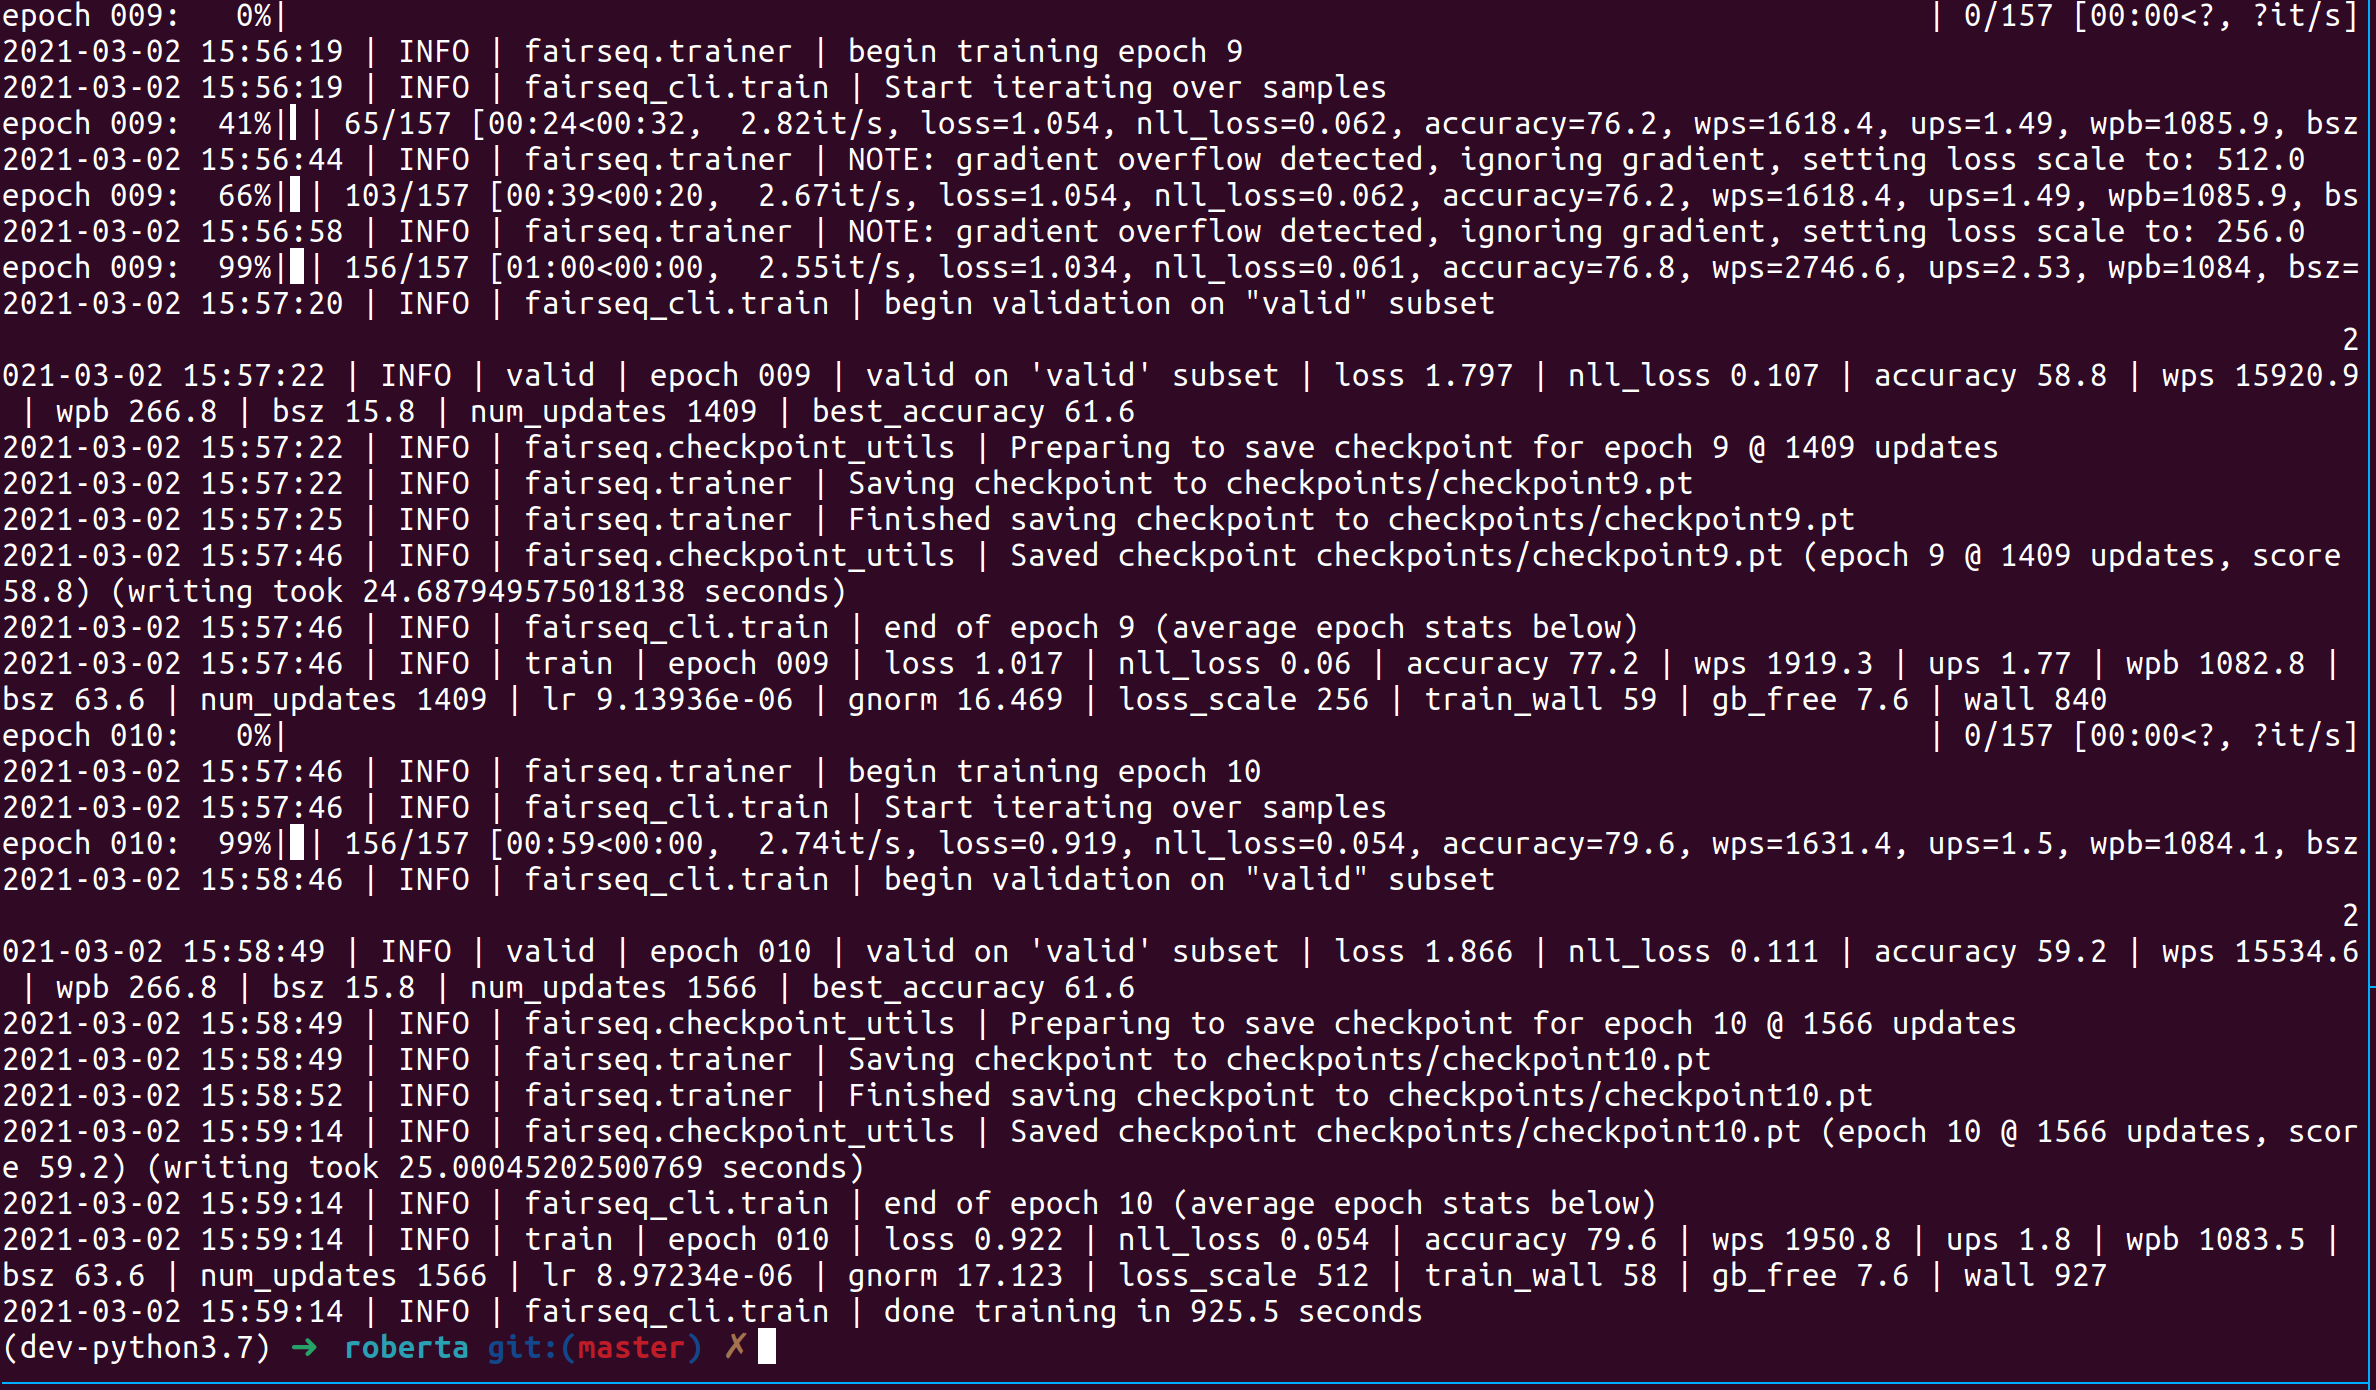 epoch 009:   0%|                                                                                           | 0/157 [00:00<?, ?it/s]
2021-03-02 15:56:19 | INFO | fairseq.trainer | begin training epoch 9
2021-03-02 15:56:19 | INFO | fairseq_cli.train | Start iterating over samples
epoch 009:  41%|▌| 65/157 [00:24<00:32,  2.82it/s, loss=1.054, nll_loss=0.062, accuracy=76.2, wps=1618.4, ups=1.49, wpb=1085.9, bsz
2021-03-02 15:56:44 | INFO | fairseq.trainer | NOTE: gradient overflow detected, ignoring gradient, setting loss scale to: 512.0
epoch 009:  66%|▋| 103/157 [00:39<00:20,  2.67it/s, loss=1.054, nll_loss=0.062, accuracy=76.2, wps=1618.4, ups=1.49, wpb=1085.9, bs
2021-03-02 15:56:58 | INFO | fairseq.trainer | NOTE: gradient overflow detected, ignoring gradient, setting loss scale to: 256.0
epoch 009:  99%|▉| 156/157 [01:00<00:00,  2.55it/s, loss=1.034, nll_loss=0.061, accuracy=76.8, wps=2746.6, ups=2.53, wpb=1084, bsz=
2021-03-02 15:57:20 | INFO | fairseq_cli.train | begin validation on "valid" subset
2
021-03-02 15:57:22 | INFO | valid | epoch 009 | valid on 'valid' subset | loss 1.797 | nll_loss 0.107 | accuracy 58.8 | wps 15920.9
 | wpb 266.8 | bsz 15.8 | num_updates 1409 | best_accuracy 61.6
2021-03-02 15:57:22 | INFO | fairseq.checkpoint_utils | Preparing to save checkpoint for epoch 9 @ 1409 updates
2021-03-02 15:57:22 | INFO | fairseq.trainer | Saving checkpoint to checkpoints/checkpoint9.pt
2021-03-02 15:57:25 | INFO | fairseq.trainer | Finished saving checkpoint to checkpoints/checkpoint9.pt
2021-03-02 15:57:46 | INFO | fairseq.checkpoint_utils | Saved checkpoint checkpoints/checkpoint9.pt (epoch 9 @ 1409 updates, score
58.8) (writing took 24.687949575018138 seconds)
2021-03-02 15:57:46 | INFO | fairseq_cli.train | end of epoch 9 (average epoch stats below)
2021-03-02 15:57:46 | INFO | train | epoch 009 | loss 1.017 | nll_loss 0.06 | accuracy 77.2 | wps 1919.3 | ups 1.77 | wpb 1082.8 |
bsz 63.6 | num_updates 1409 | lr 9.13936e-06 | gnorm 16.469 | loss_scale 256 | train_wall 59 | gb_free 7.6 | wall 840
epoch 010:   0%|                                                                                           | 0/157 [00:00<?, ?it/s]
2021-03-02 15:57:46 | INFO | fairseq.trainer | begin training epoch 10
2021-03-02 15:57:46 | INFO | fairseq_cli.train | Start iterating over samples
epoch 010:  99%|▉| 156/157 [00:59<00:00,  2.74it/s, loss=0.919, nll_loss=0.054, accuracy=79.6, wps=1631.4, ups=1.5, wpb=1084.1, bsz
2021-03-02 15:58:46 | INFO | fairseq_cli.train | begin validation on "valid" subset
2
021-03-02 15:58:49 | INFO | valid | epoch 010 | valid on 'valid' subset | loss 1.866 | nll_loss 0.111 | accuracy 59.2 | wps 15534.6
 | wpb 266.8 | bsz 15.8 | num_updates 1566 | best_accuracy 61.6
2021-03-02 15:58:49 | INFO | fairseq.checkpoint_utils | Preparing to save checkpoint for epoch 10 @ 1566 updates
2021-03-02 15:58:49 | INFO | fairseq.trainer | Saving checkpoint to checkpoints/checkpoint10.pt
2021-03-02 15:58:52 | INFO | fairseq.trainer | Finished saving checkpoint to checkpoints/checkpoint10.pt
2021-03-02 15:59:14 | INFO | fairseq.checkpoint_utils | Saved checkpoint checkpoints/checkpoint10.pt (epoch 10 @ 1566 updates, scor
e 59.2) (writing took 25.00045202500769 seconds)
2021-03-02 15:59:14 | INFO | fairseq_cli.train | end of epoch 10 (average epoch stats below)
2021-03-02 15:59:14 | INFO | train | epoch 010 | loss 0.922 | nll_loss 0.054 | accuracy 79.6 | wps 1950.8 | ups 1.8 | wpb 1083.5 |
bsz 63.6 | num_updates 1566 | lr 8.97234e-06 | gnorm 17.123 | loss_scale 512 | train_wall 58 | gb_free 7.6 | wall 927
2021-03-02 15:59:14 | INFO | fairseq_cli.train | done training in 925.5 seconds
(dev-python3.7) ➜ roberta git:(master) ✗